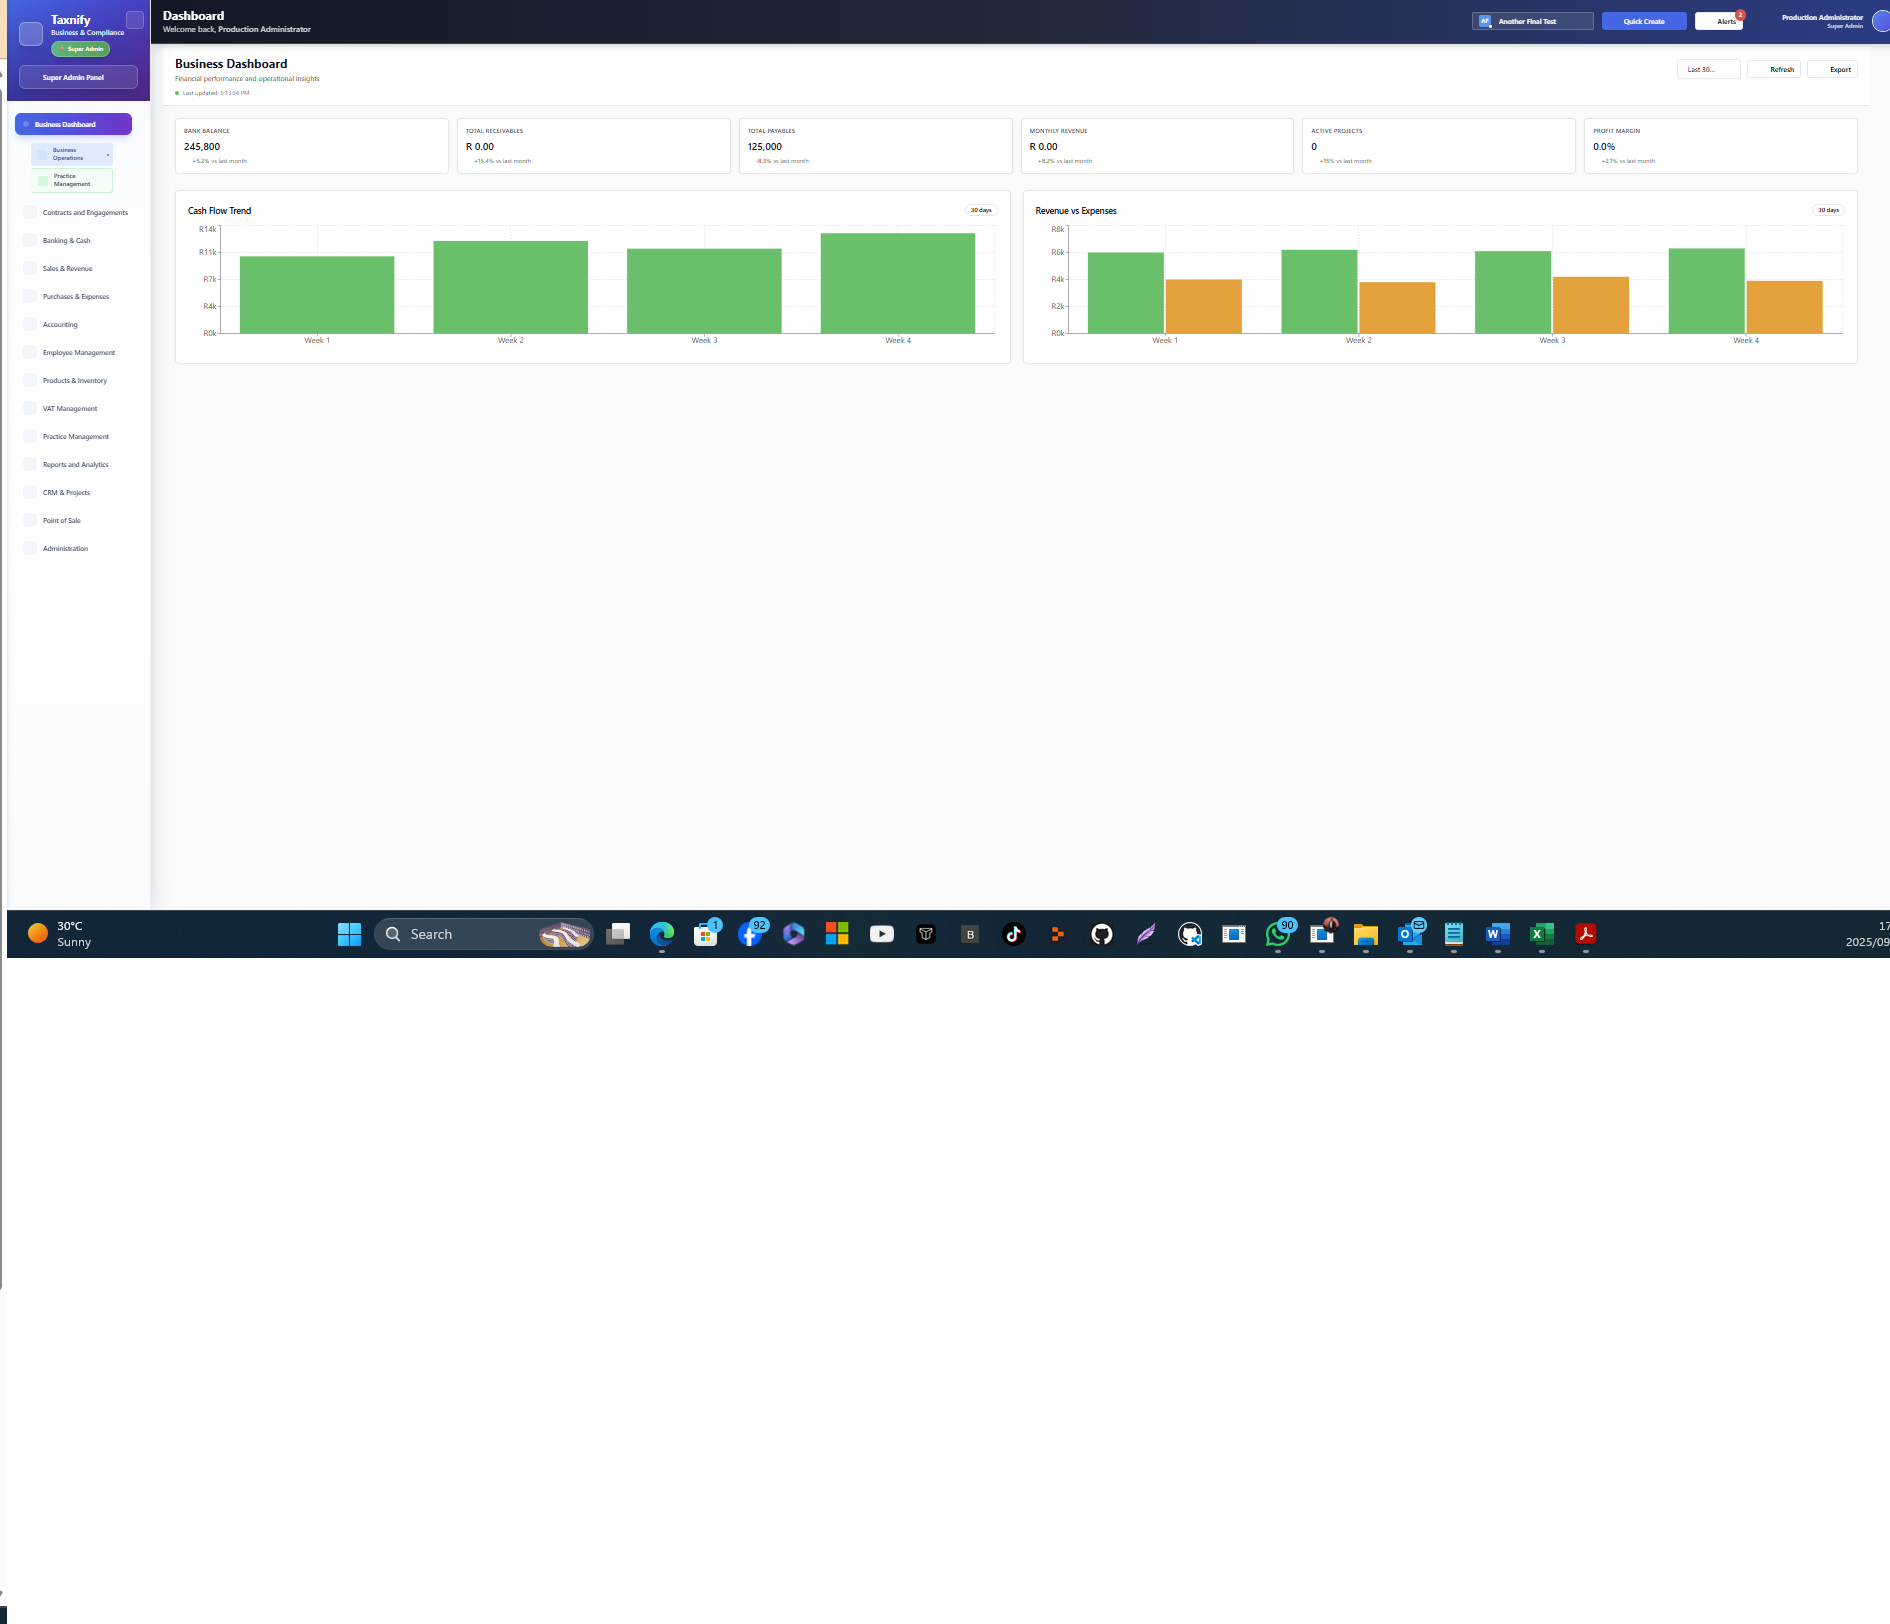 Taxnify
Business & Compliance
Super Admin
Super Admin Panel
Business Dashboard
Business
Operations
Practice
Management
Contracts and Engagements
Banking & Cash
Sales & Revenue
Purchases & Expenses
Accounting
Employee Management
Products & Inventory
VAT Management
Practice Management
Reports and Analytics
CRM & Projects
Point of Sale
Administration
Dashboard
Welcome back, Production Administrator
AF
Another Final Test
Quick Create
Alerts
2
Production Administrator
Super Admin
Business Dashboard
Financial performance and operational insights
Last updated: 5:13:34 PM
Last 30...
Refresh
Export
BANK BALANCE
245,800
+5.2% vs last month
TOTAL RECEIVABLES
R 0.00
+15.4% vs last month
TOTAL PAYABLES
125,000
-8.3% vs last month
MONTHLY REVENUE
R 0.00
+8.2% vs last month
ACTIVE PROJECTS
0
+15% vs last month
PROFIT MARGIN
0.0%
+2.1% vs last month
Cash Flow Trend
30 days
R14k
R11k
R7k
R4k
R0k
Week 1
Week 2
Week 3
Week 4
Revenue vs Expenses
30 days
R8k
R6k
R4k
R2k
R0k
Week 1
Week 2
Week 3
Week 4
30°C
Sunny
Search
1
92
B
90
O
W
X
17
2025/09